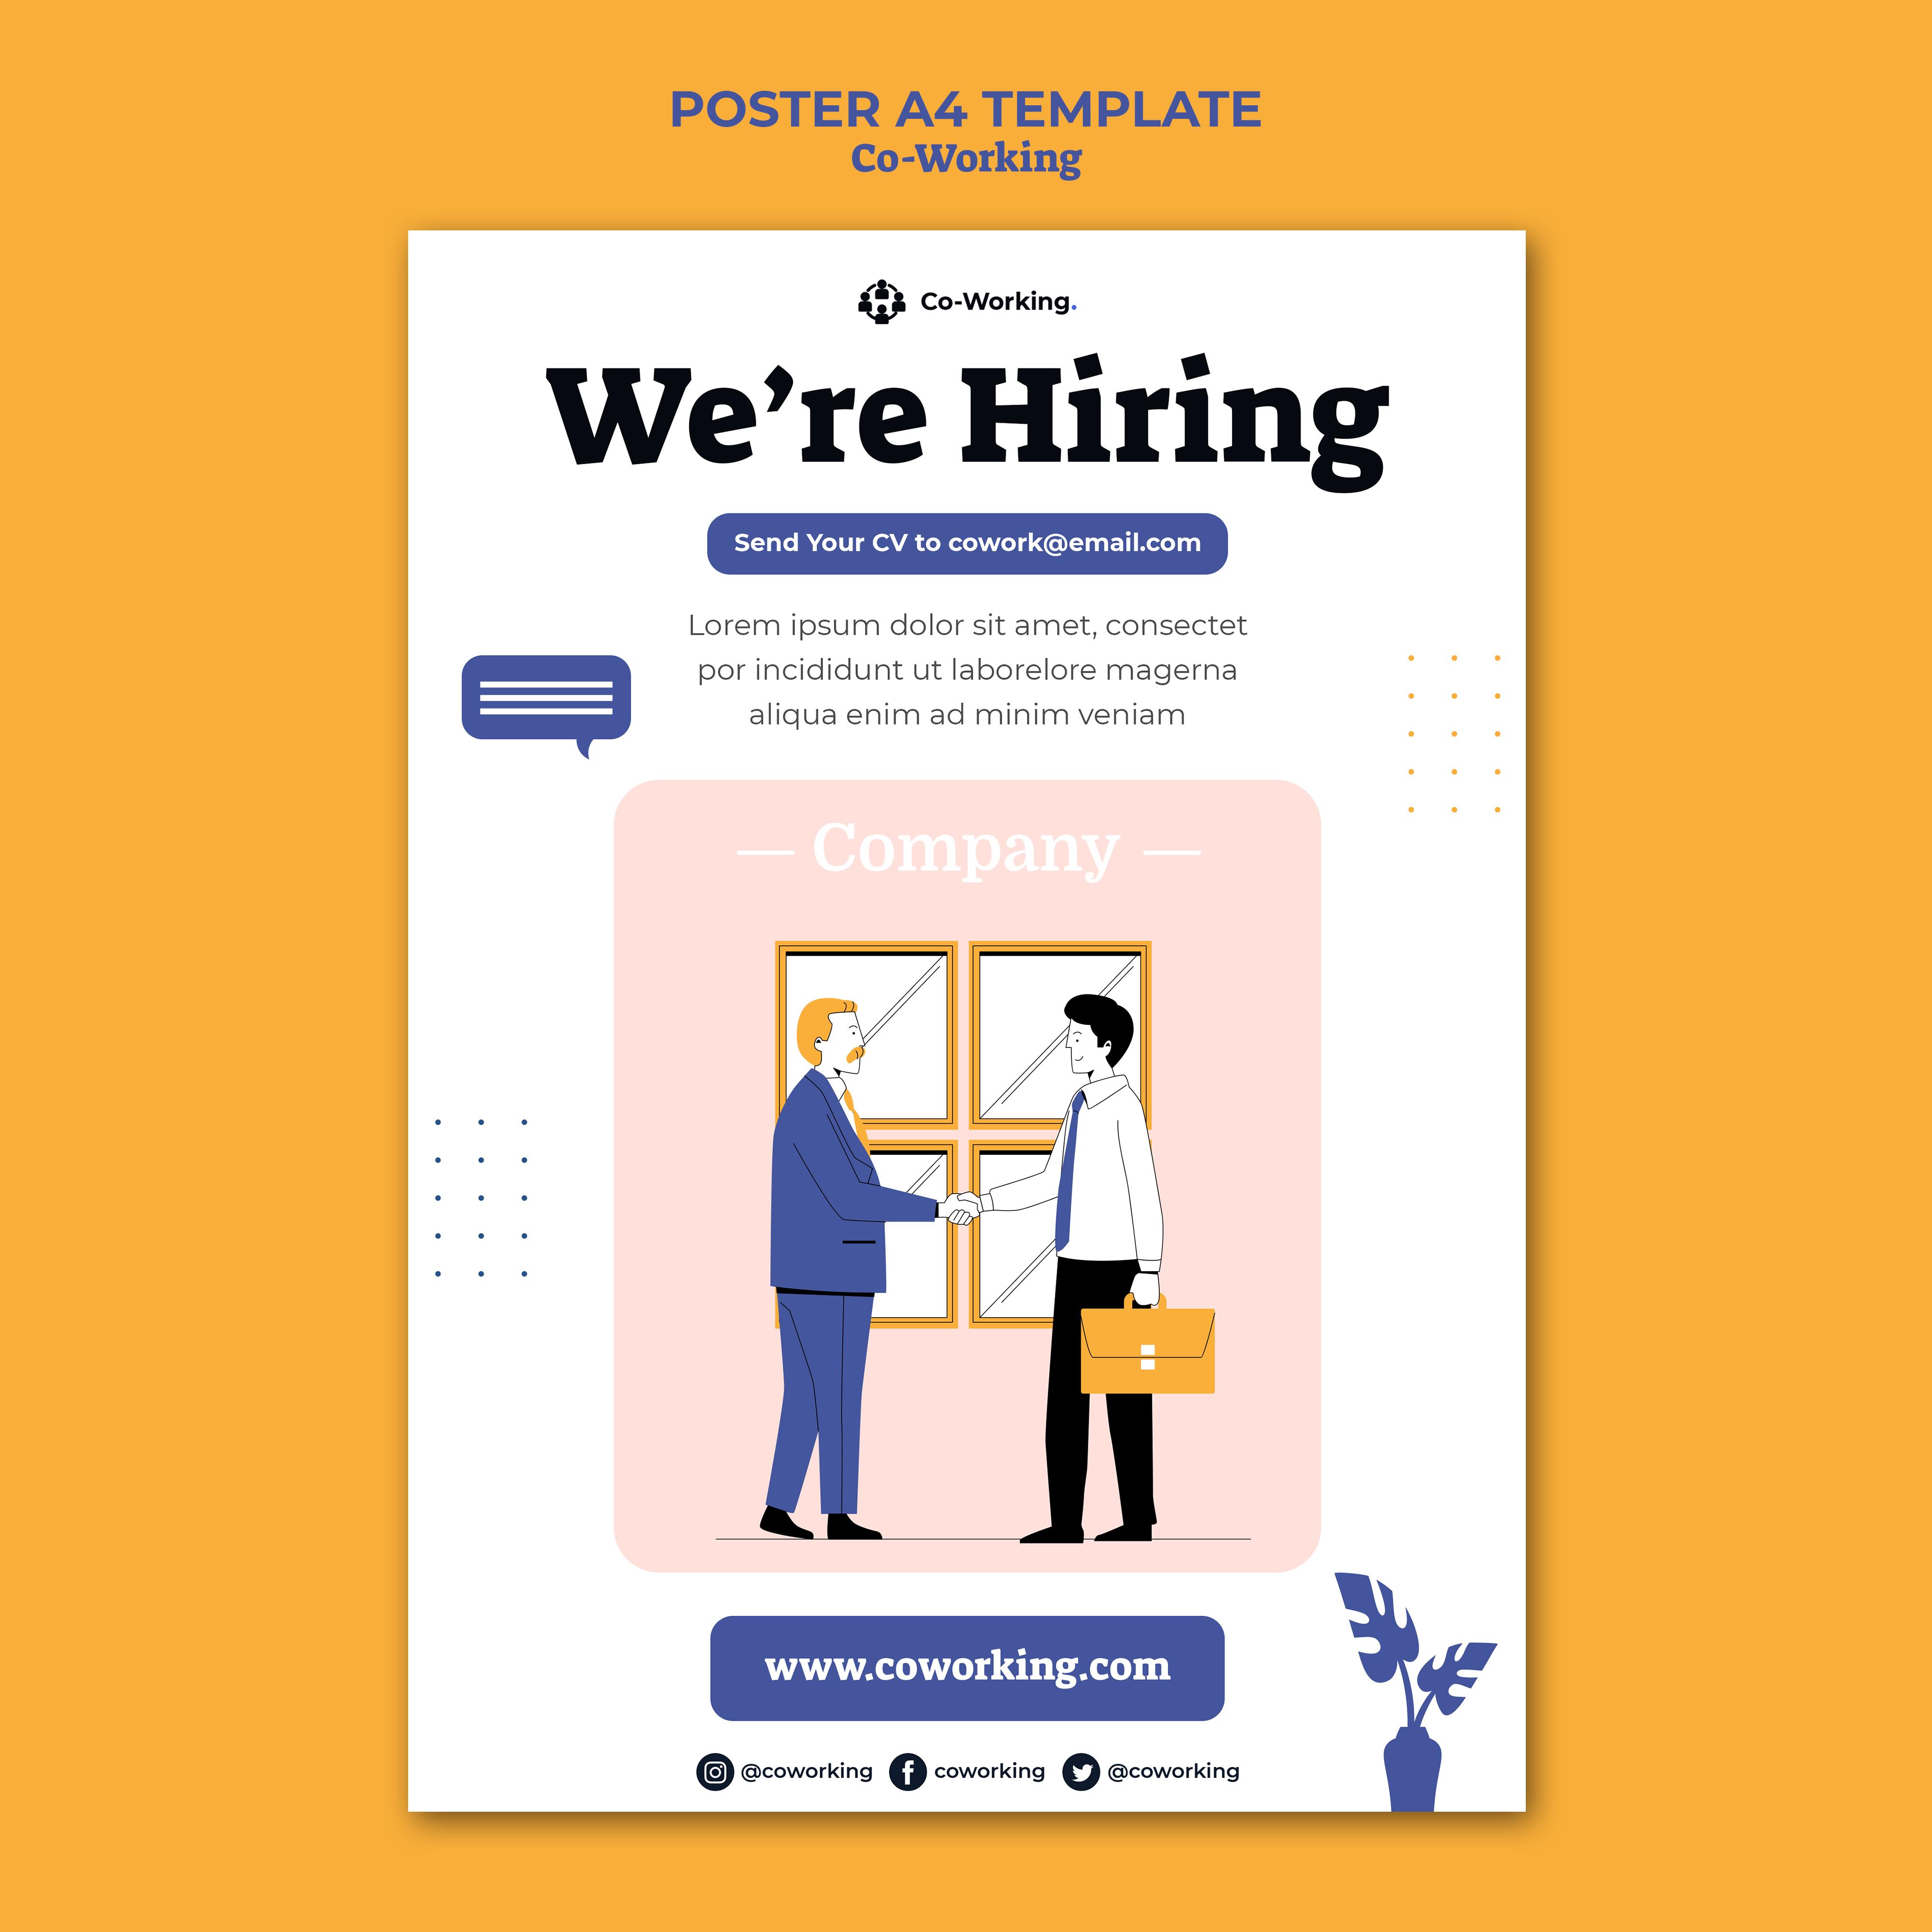 POSTER A4 TEMPLATE
Co-Working
Co-Working.
We’re Hiring
Send Your CV to cowork@email.com
Lorem ipsum dolor sit amet, consectet
por incididunt ut laborelore magerna
aliqua enim ad minim veniam
Company
www.coworking.com
@coworking coworking @coworking